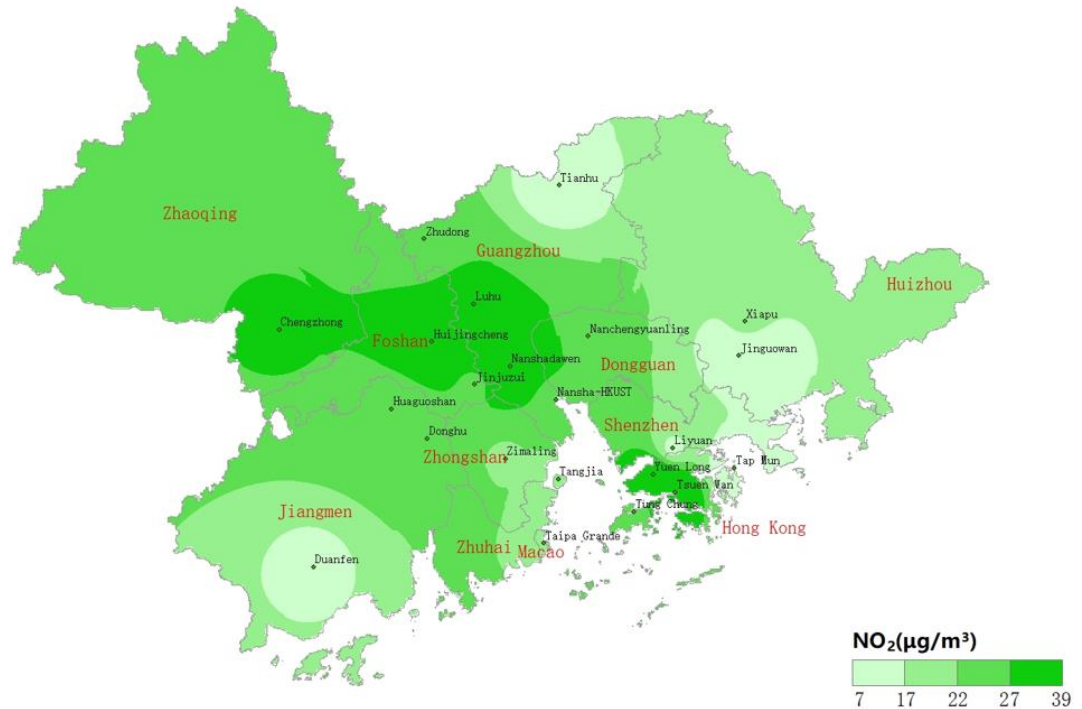 Tianhu
Zhaoqing
Zhudong
Guangzhou
Huizhou
Luhu
Xiapu
Chengzhong
Foshan
Huijingcheng
Nanchengyuanling
Jinguowan
Nanshadawen
Dongguan
Jinjuzui
Nansha-HKUST
Huaguoshan
Shenzhen
Donghu
Liyuan
Zhongshan
Zimaling
Tap Mun
Tangjia
Yuen Long
Tsuen Wan
Jiangmen
Tung Chung
Hong Kong
Taipa Grande
Zhuhai
Macao
Duanfen
NO₂(μg/m³)
7 17 22 27 39